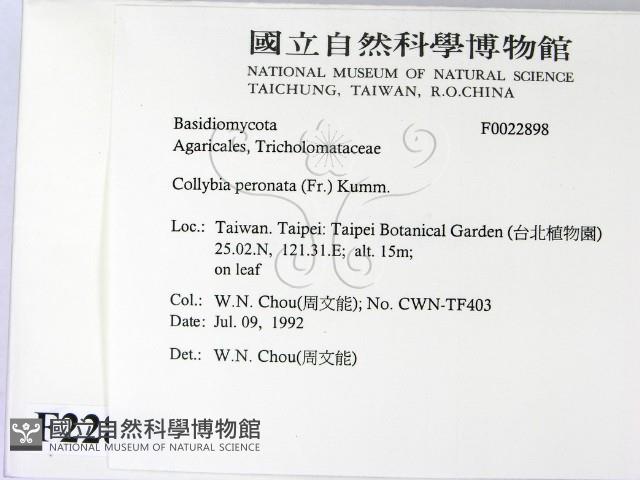 國立自然科學博物館
NATIONAL MUSEUM OF NATURAL SCIENCE
TAICHUNG, TAIWAN, R.O.CHINA
Basidiomycota F0022898
Agaricales, Tricholomataceae
Collybia peronata (Fr.) Kumm.
Loc.: Taiwan. Taipei: Taipei Botanical Garden (台北植物園)
25.02.N, 121.31.E; alt. 15m;
on leaf
Col.: W.N. Chou(周文能); No. CWN-TF403
Date: Jul. 09, 1992
Det.: W.N. Chou(周文能)
F22
國立自然科學博物館
NATIONAL MUSEUM OF NATURAL SCIENCE